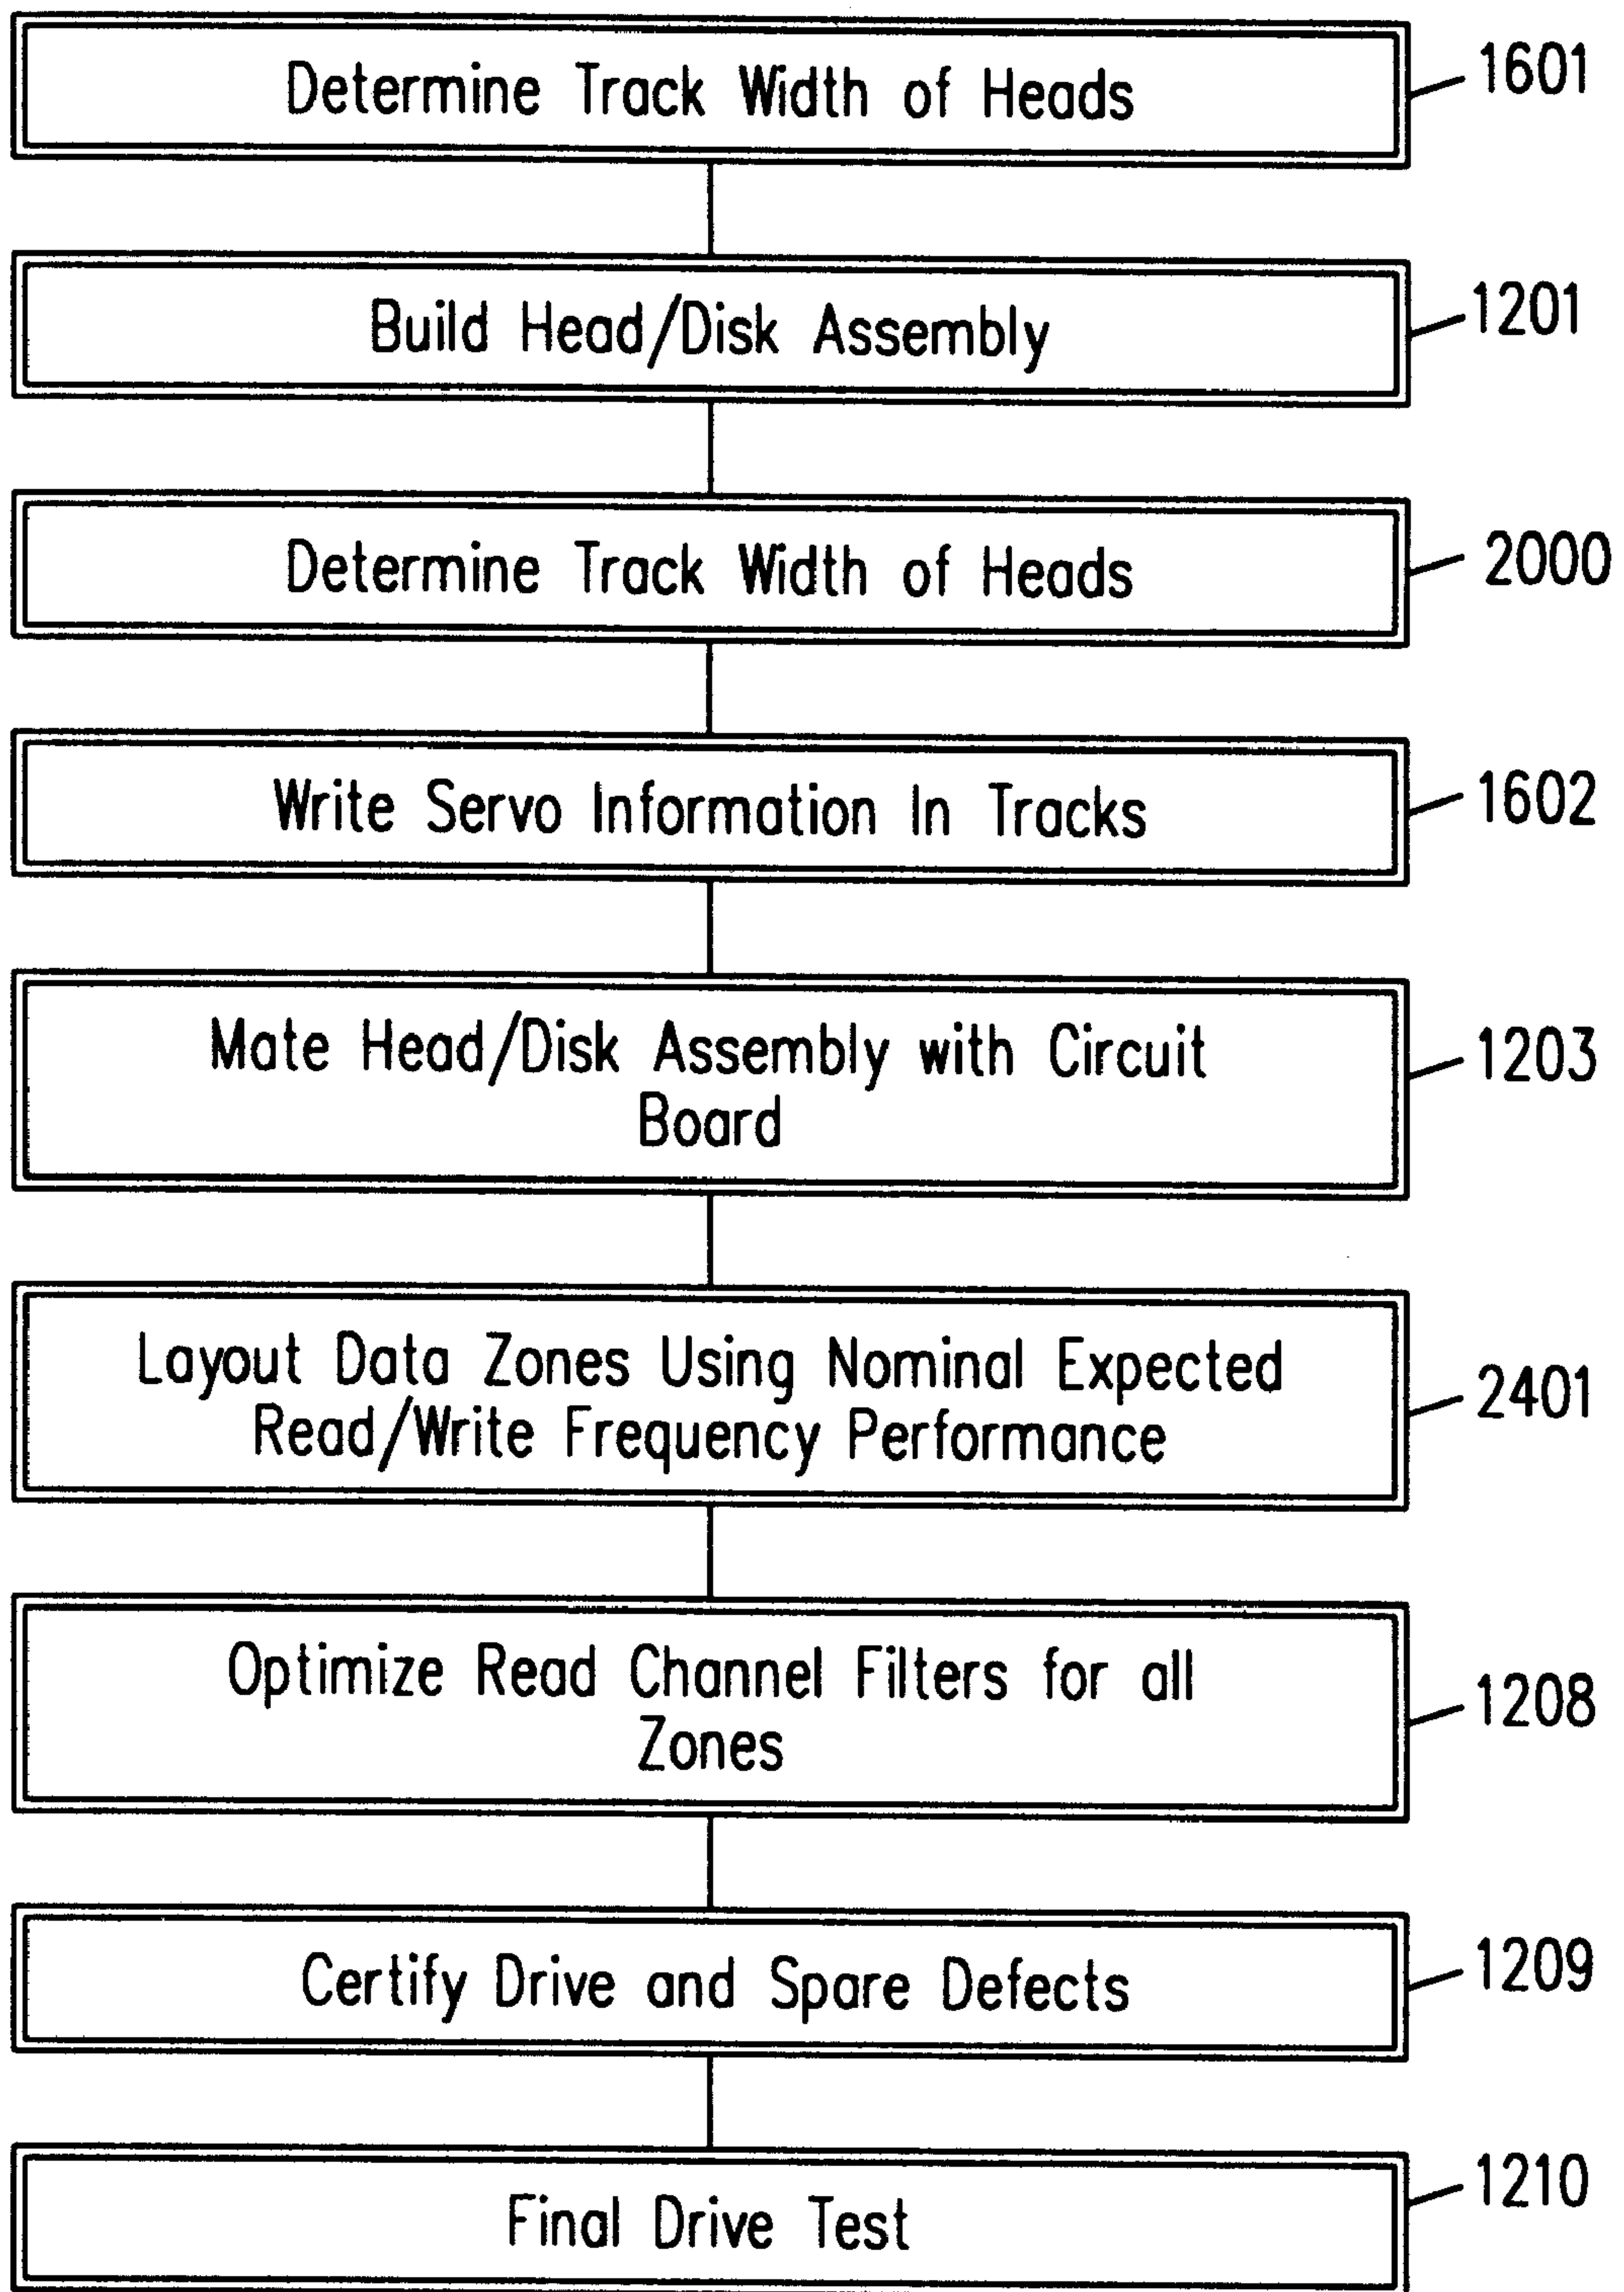 Determine Track Width of Heads
1601
Build Head/Disk Assembly
1201
Determine Track Width of Heads
2000
Write Servo Information In Tracks
1602
Mate Head/Disk Assembly with Circuit
Board
1203
Layout Data Zones Using Nominal Expected
Read/Write Frequency Performance
2401
Optimize Read Channel Filters for all
Zones
1208
Certify Drive and Spare Defects
1209
Final Drive Test
1210